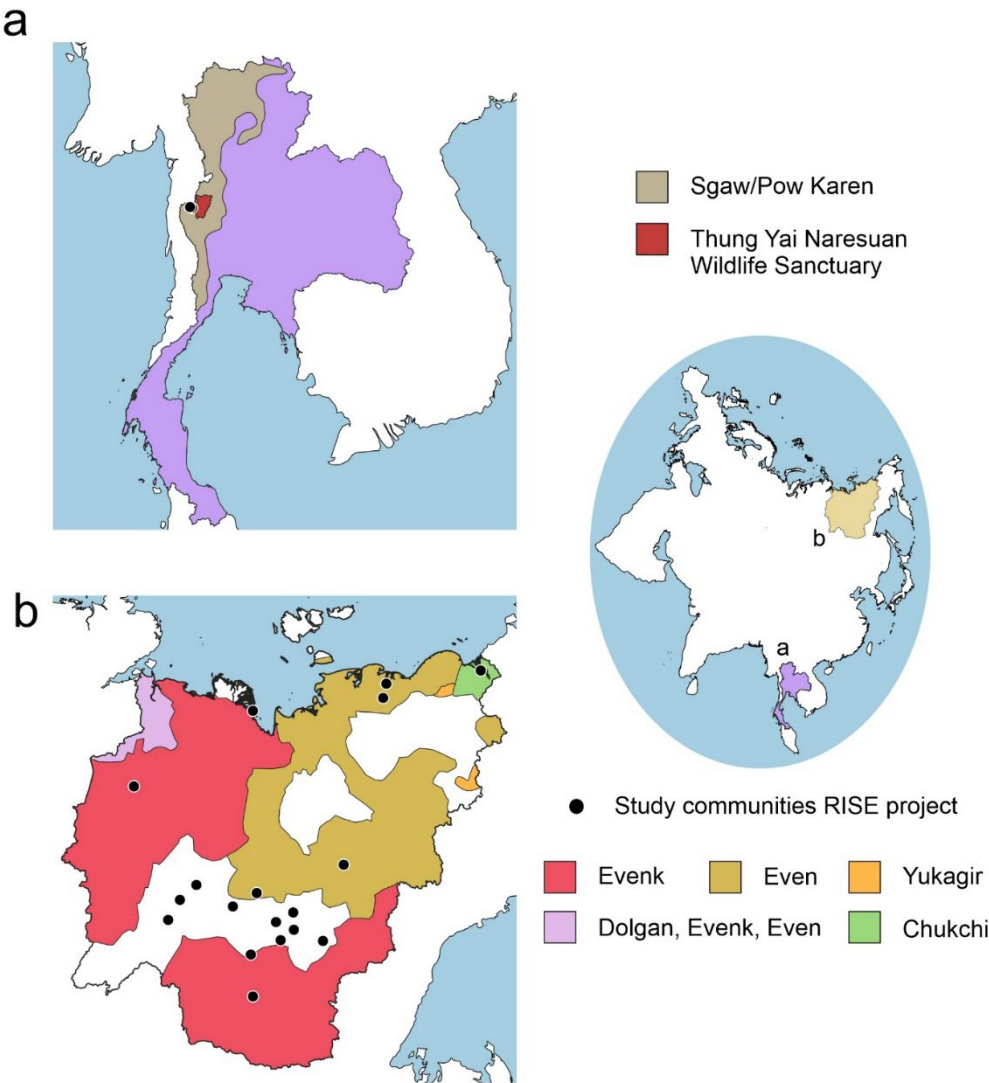 a
Sgaw/Pow Karen
Thung Yai Naresuan
Wildlife Sanctuary
b
a
b
Study communities RISE project
Evenk
Even
Yukagir
Dolgan, Evenk, Even
Chukchi